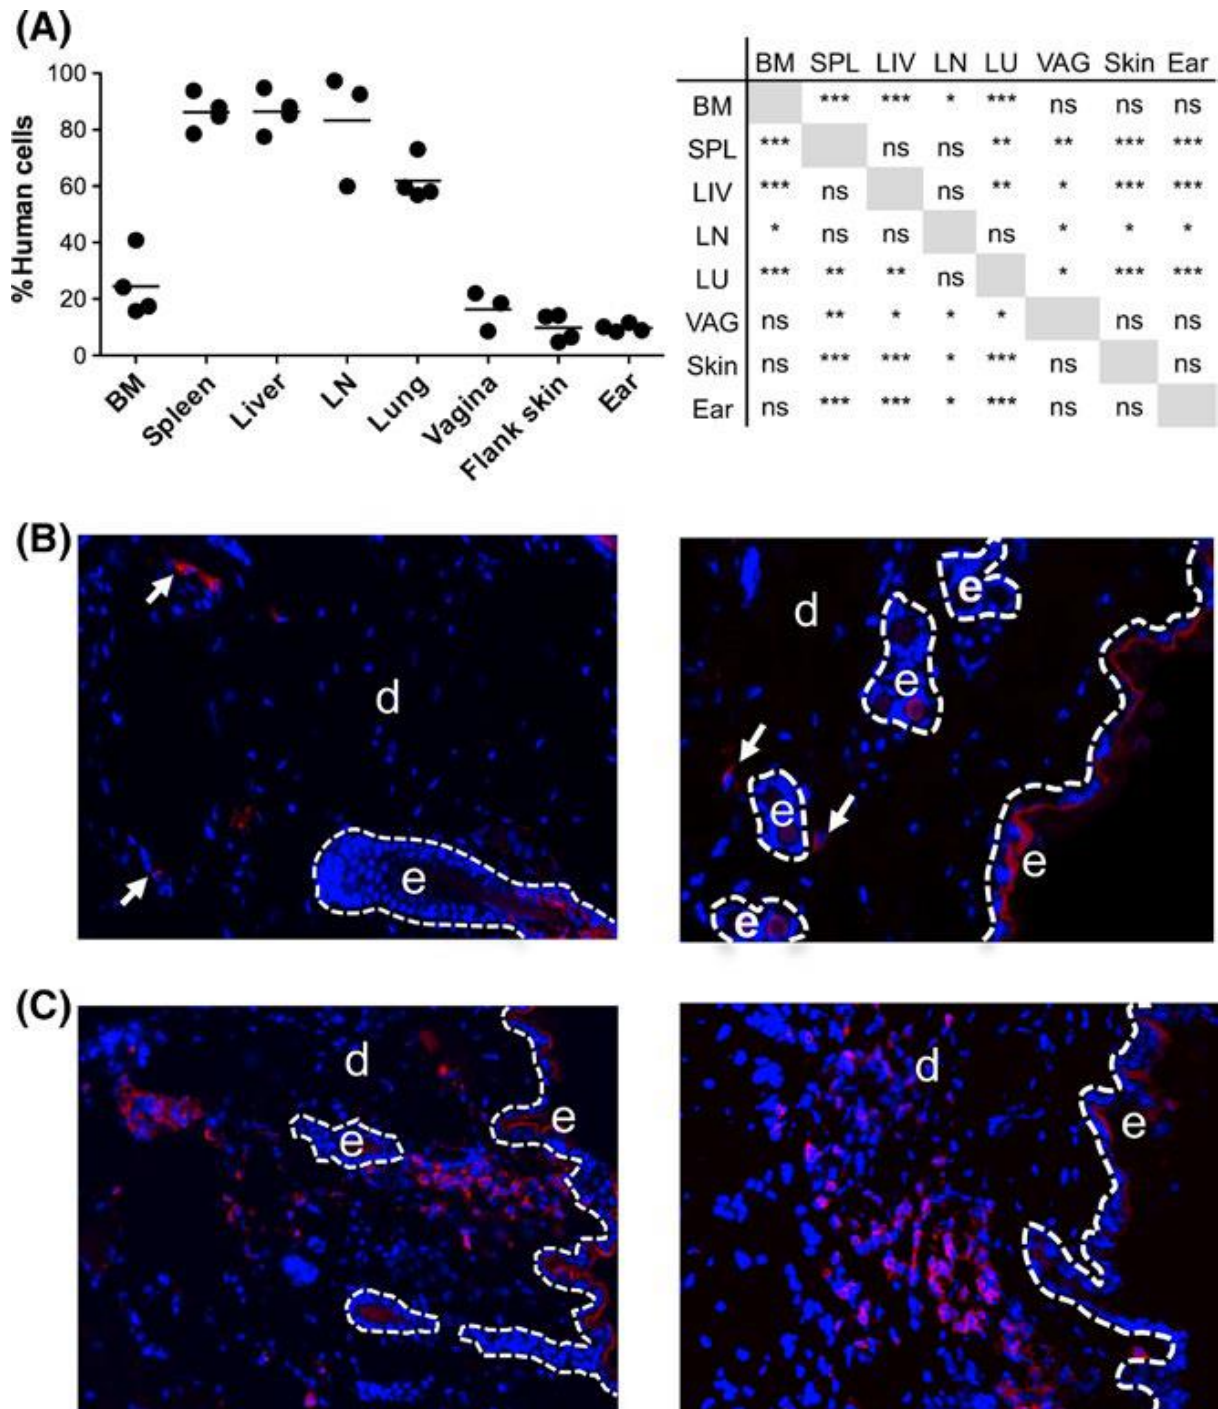 (A)
% Human cells
100
80
60
40
20
0
BM Spleen Liver LN Lung Vagina Flank skin Ear
BM SPL LIV LN LU VAG Skin Ear
BM *** *** * *** ns ns ns
SPL *** ns ns ** ** *** ***
LIV *** ns ns ** * *** ***
LN * ns ns ns * * *
LU *** ** ** ns * *** ***
VAG ns ** * * * ns ns
Skin ns *** *** * *** ns ns
Ear ns *** *** * *** ns ns
(B)
d
e
d
e
e
e
e
e
(C)
d
e
e
d
e